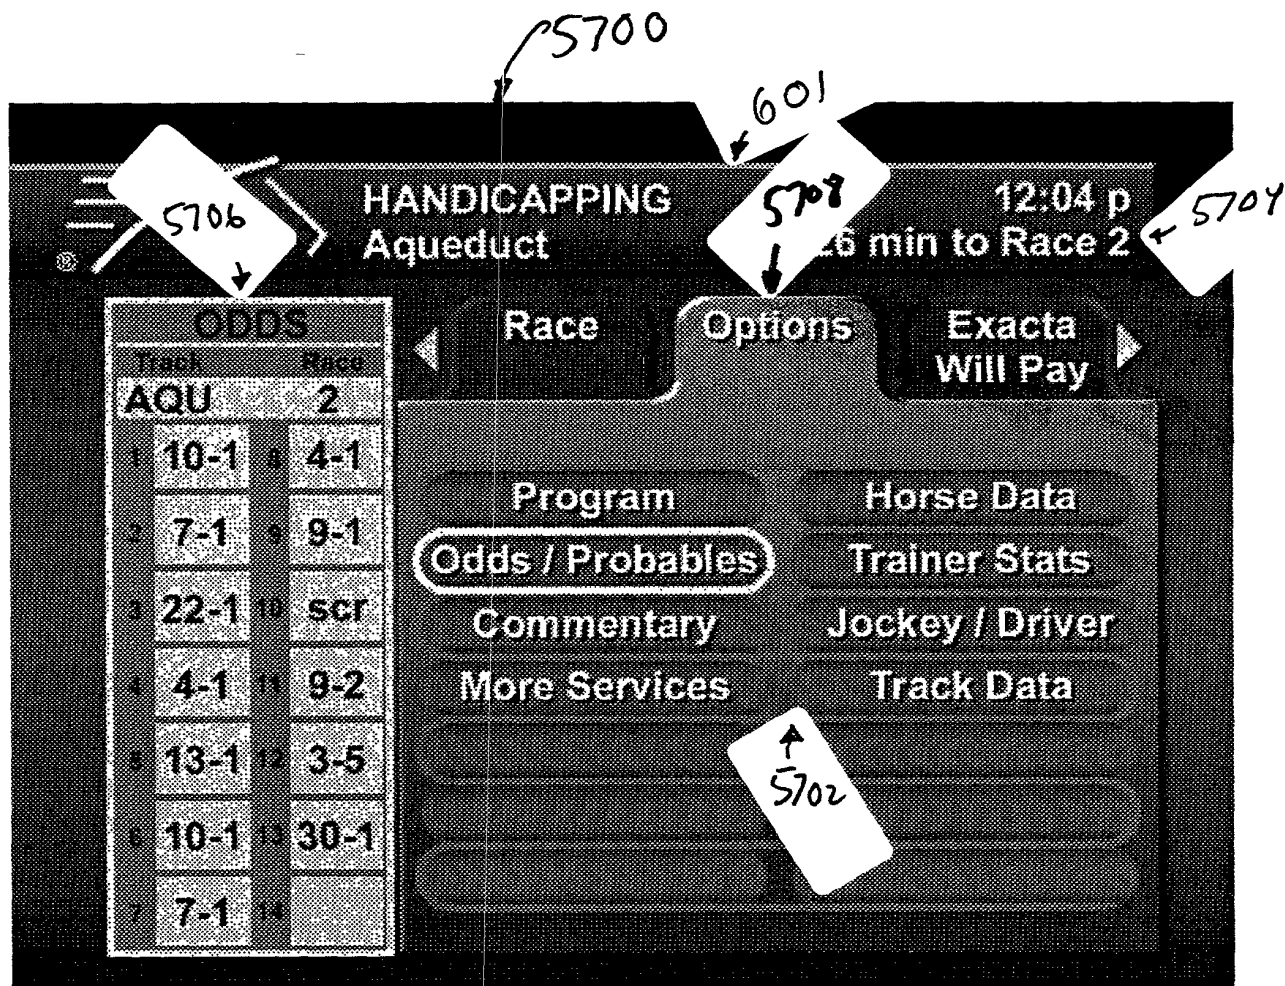 5700
601
HANDICAPPING
Aqueduct
5706
5708
12:04 p
26 min to Race 2
5704
ODDS
Track Race
AQU 2
1 10-1 8 4-1
2 7-1 9 9-1
3 22-1 10 scr
4 4-1 11 9-2
5 13-1 12 3-5
6 10-1 13 30-1
7 7-1 14
Race
Options
Exacta
Will Pay
Program
Horse Data
Odds / Probables
Trainer Stats
Commentary
Jockey / Driver
More Services
Track Data
5702